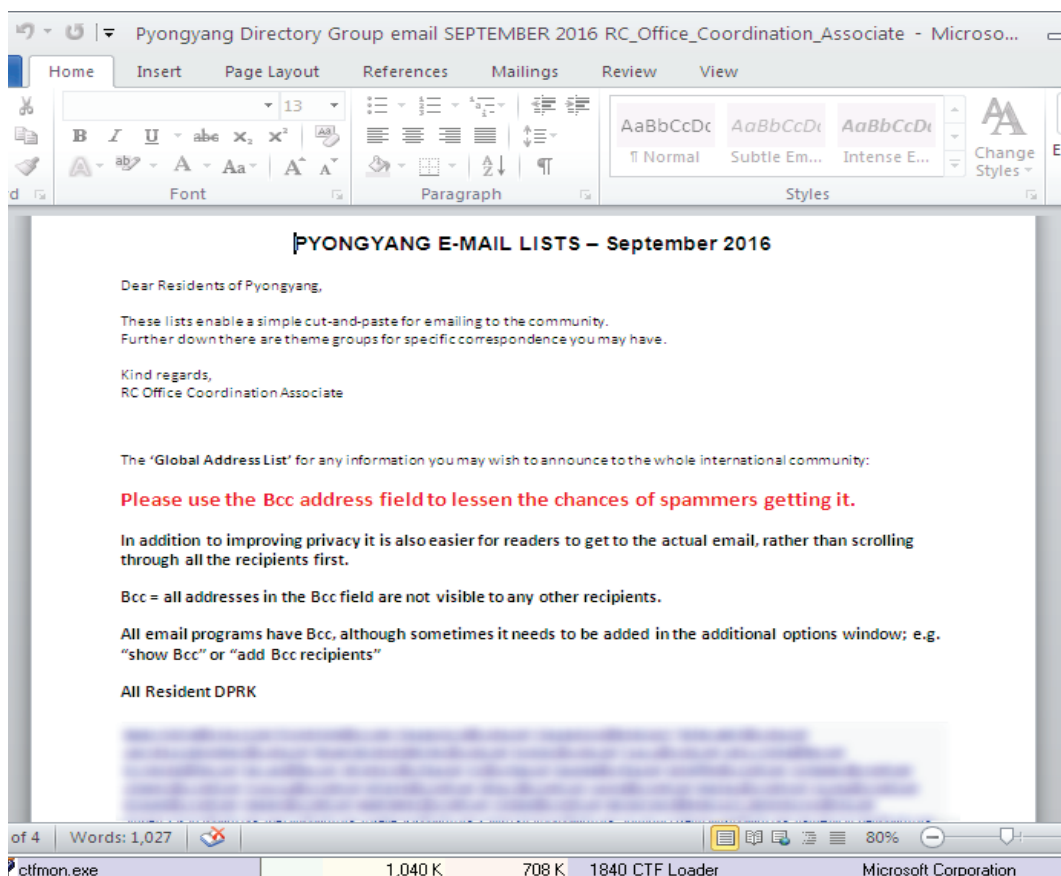 Pyongyang Directory Group email SEPTEMBER 2016 RC_Office_Coordination_Associate - Microso...
Home Insert Page Layout References Mailings Review View
13
AaBbCcDc AaBbCcDc AaBbCcDc
¶ Normal Subtle Em... Intense E...
Change Styles
Font Paragraph Styles
PYONGYANG E-MAIL LISTS – September 2016
Dear Residents of Pyongyang,
These lists enable a simple cut-and-paste for emailing to the community.
Further down there are theme groups for specific correspondence you may have.
Kind regards,
RC Office Coordination Associate
The ‘Global Address List’ for any information you may wish to announce to the whole international community:
Please use the Bcc address field to lessen the chances of spammers getting it.
In addition to improving privacy it is also easier for readers to get to the actual email, rather than scrolling
through all the recipients first.
Bcc = all addresses in the Bcc field are not visible to any other recipients.
All email programs have Bcc, although sometimes it needs to be added in the additional options window; e.g.
“show Bcc” or “add Bcc recipients”
All Resident DPRK
of 4 Words: 1,027 80%
ctfmon.exe 1,040 K 708 K 1840 CTF Loader Microsoft Corporation